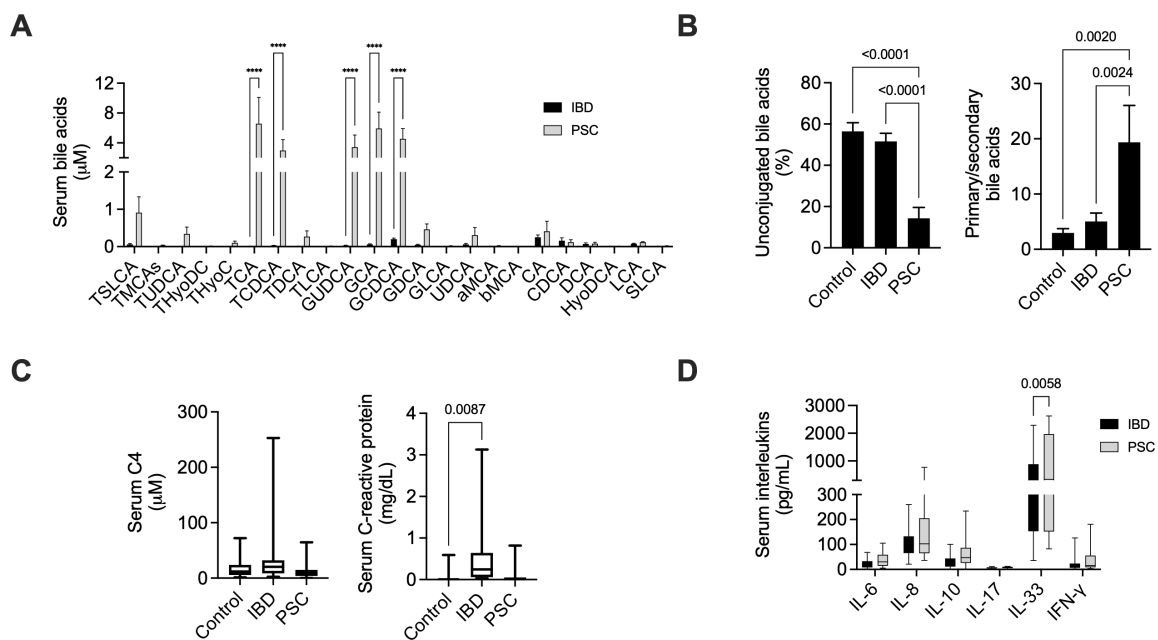 A
Serum bile acids
(μM)
12
8
4
2
1
0
****
****
****
****
****
IBD
PSC
TSLCA
TMCAs
TUDCA
THyoDC
THyoC
TCA
TCDCA
TDCA
TLCA
GUDCA
GCA
GCDCA
GDCA
GLCA
UDCA
aMCA
bMCA
CA
CDCA
DCA
HyoDCA
LCA
SLCA
B
Unconjugated bile acids
(%)
80
60
40
20
0
<0.0001
<0.0001
Control
IBD
PSC
Primary/secondary
bile acids
30
20
10
0
0.0020
0.0024
Control
IBD
PSC
C
Serum C4
(μM)
300
200
100
0
Control
IBD
PSC
Serum C-reactive protein
(mg/dL)
4
3
2
1
0
0.0087
Control
IBD
PSC
D
Serum interleukins
(pg/mL)
3000
2000
1000
300
200
100
0
0.0058
IBD
PSC
IL-6
IL-8
IL-10
IL-17
IL-33
IFN-γ